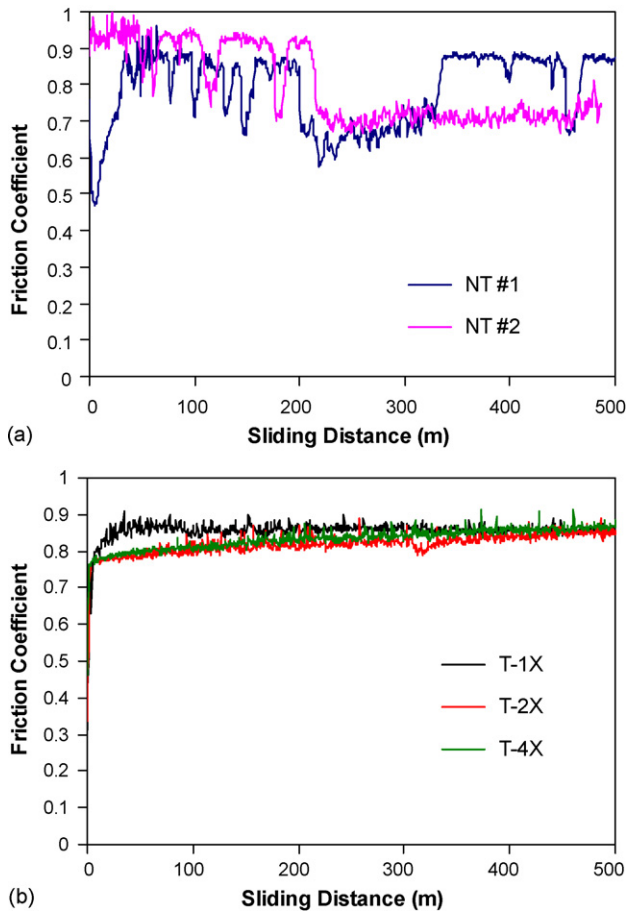 1
0.9
0.8
0.7
0.6
0.5
0.4
0.3
0.2
0.1
0
Friction Coefficient
NT #1
NT #2
0 100 200 300 400 500
(a)
Sliding Distance (m)
1
0.9
0.8
0.7
0.6
0.5
0.4
0.3
0.2
0.1
0
Friction Coefficient
T-1X
T-2X
T-4X
0 100 200 300 400 500
(b)
Sliding Distance (m)